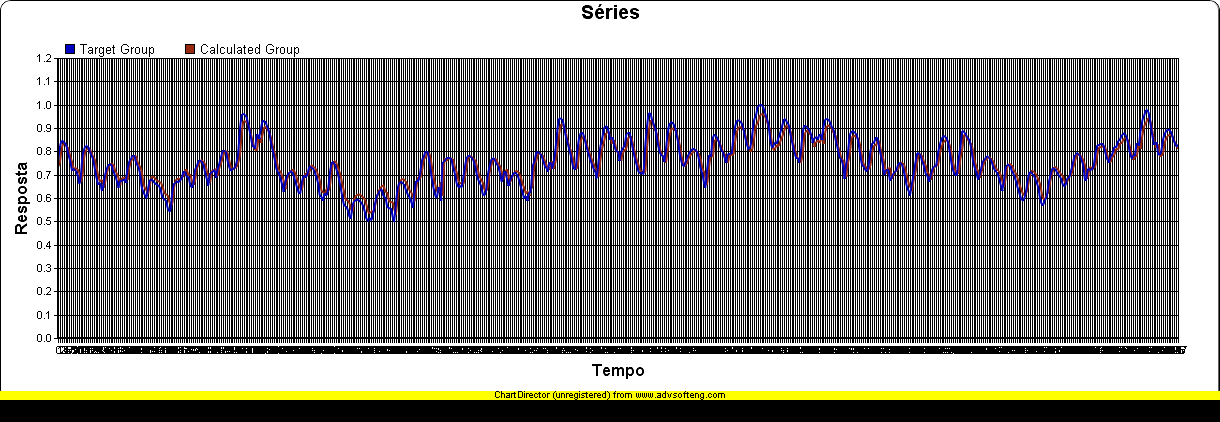 Séries
Target Group
Calculated Group
1.2
1.1
1.0
0.9
0.8
0.7
0.6
0.5
0.4
0.3
0.2
0.1
0.0
Resposta
Tempo
ChartDirector (unregistered) from www.advsofteng.com